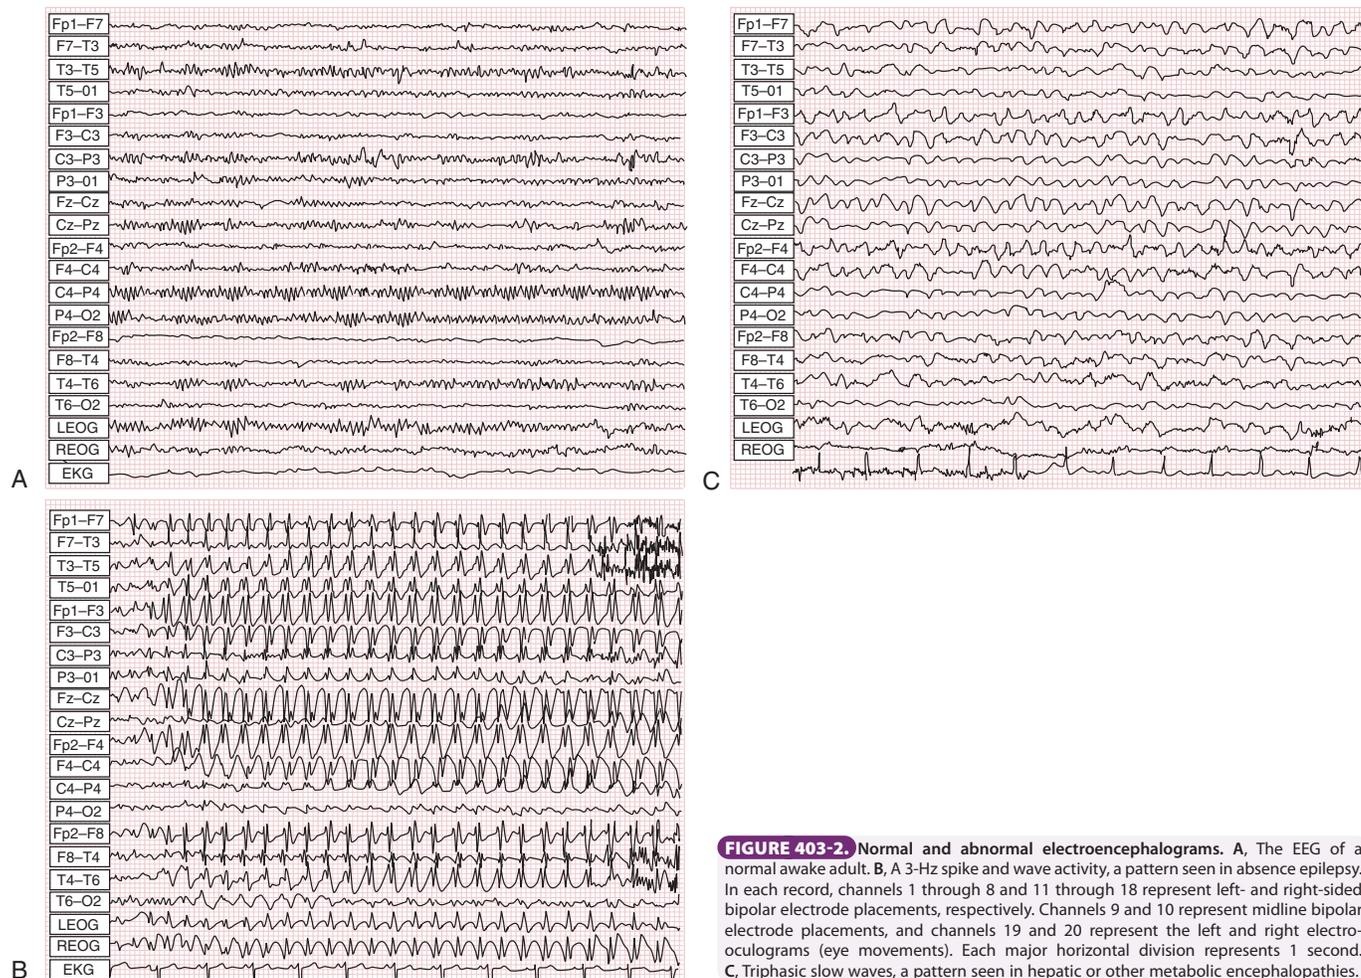 Fp1–F7
F7–T3
T3–T5
T5–01
Fp1–F3
F3–C3
C3–P3
P3–01
Fz–Cz
Cz–Pz
Fp2–F4
F4–C4
C4–P4
P4–O2
Fp2–F8
F8–T4
T4–T6
T6–O2
LEOG
REOG
EKG
A
Fp1–F7
F7–T3
T3–T5
T5–01
Fp1–F3
F3–C3
C3–P3
P3–01
Fz–Cz
Cz–Pz
Fp2–F4
F4–C4
C4–P4
P4–O2
Fp2–F8
F8–T4
T4–T6
T6–O2
LEOG
REOG
C
Fp1–F7
F7–T3
T3–T5
T5–01
Fp1–F3
F3–C3
C3–P3
P3–01
Fz–Cz
Cz–Pz
Fp2–F4
F4–C4
C4–P4
P4–O2
Fp2–F8
F8–T4
T4–T6
T6–O2
LEOG
REOG
EKG
B
FIGURE 403-2. Normal and abnormal electroencephalograms. A, The EEG of a
normal awake adult. B, A 3-Hz spike and wave activity, a pattern seen in absence epilepsy.
In each record, channels 1 through 8 and 11 through 18 represent left- and right-sided
bipolar electrode placements, respectively. Channels 9 and 10 represent midline bipolar
electrode placements, and channels 19 and 20 represent the left and right electro-
oculograms (eye movements). Each major horizontal division represents 1 second.
C, Triphasic slow waves, a pattern seen in hepatic or other metabolic encephalopathies.